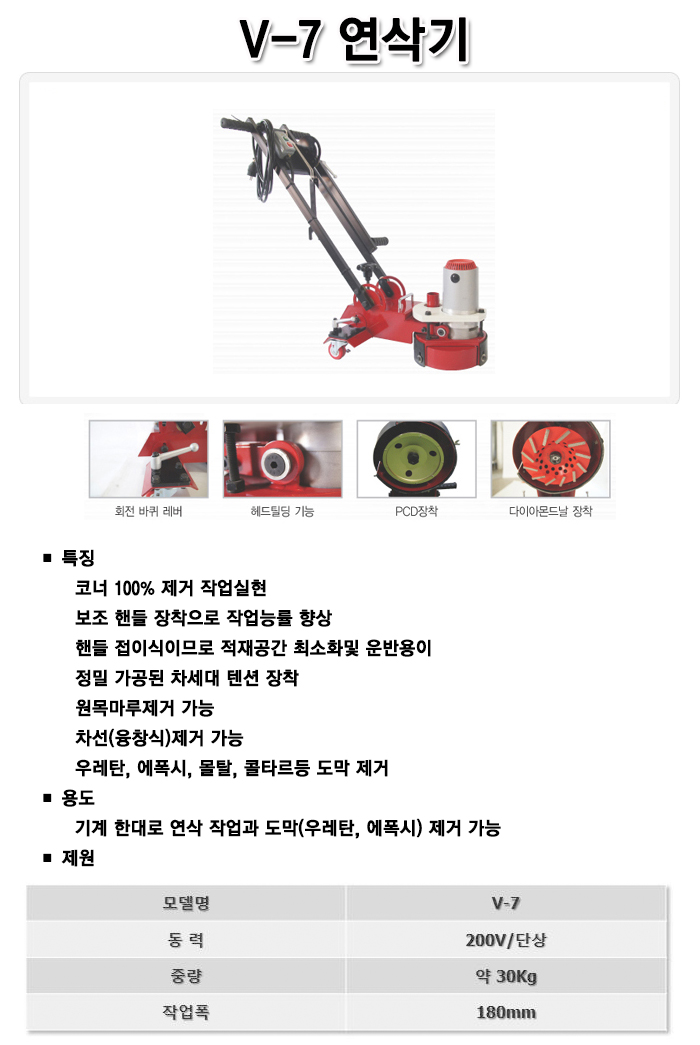 V-7 연삭기
회전 바퀴 레버
헤드틸딩 기능
PCD장착
다이아몬드날 장착
■ 특징
코너 100% 제거 작업실현
보조 핸들 장착으로 작업능률 향상
핸들 접이식이므로 적재공간 최소화및 운반용이
정밀 가공된 차세대 텐션 장착
원목마루제거 가능
차선(융창식)제거 가능
우레탄, 에폭시, 몰탈, 콜타르등 도막 제거
■ 용도
기계 한대로 연삭 작업과 도막(우레탄, 에폭시) 제거 가능
■ 제원
모델명 V-7
동 력 200V/단상
중량 약 30Kg
작업폭 180mm